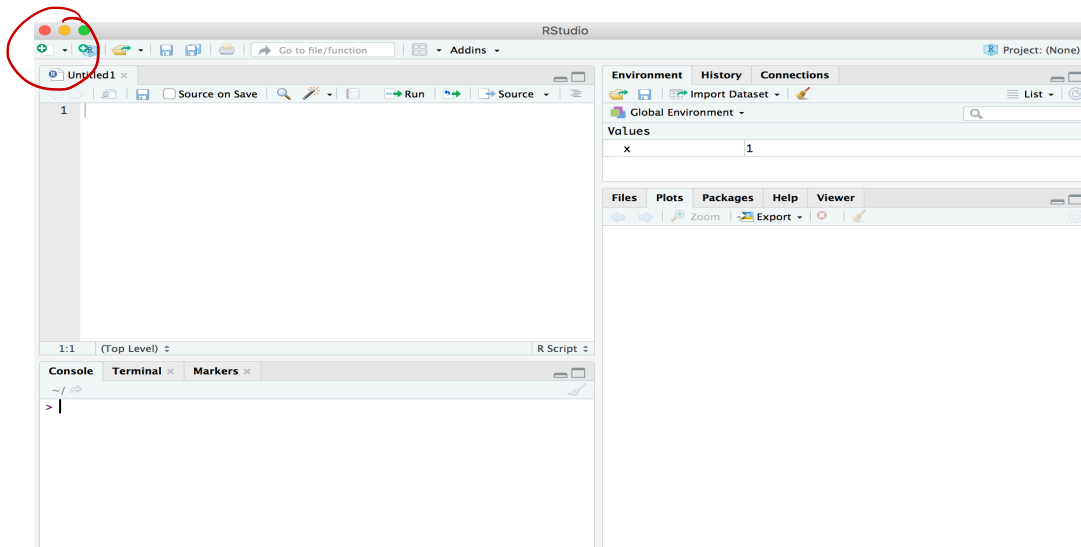 RStudio
Go to file/function Addins Project: (None)
Untitled1
Source on Save Run Source
1
1:1 (Top Level) R Script
Console Terminal Markers
~/
>
Environment History Connections
Import Dataset List
Global Environment
Values
x 1
Files Plots Packages Help Viewer
Zoom Export